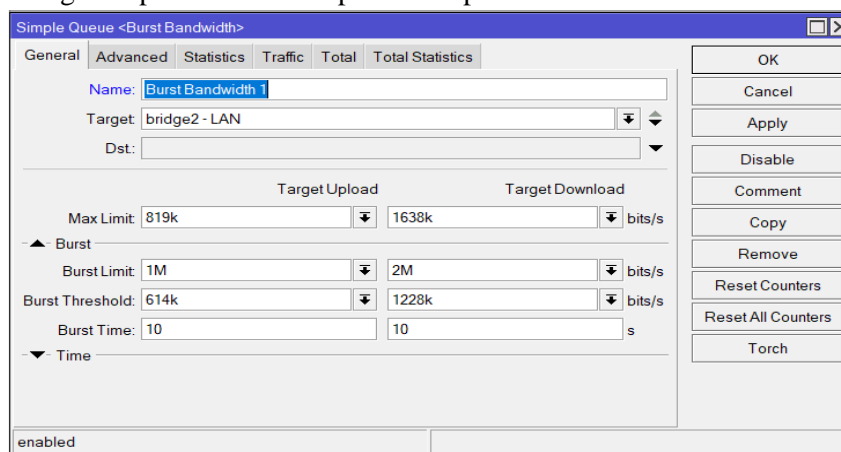 Simple Queue <Burst Bandwidth>
General Advanced Statistics Traffic Total Total Statistics
Name: Burst Bandwidth 1
Target: bridge2 - LAN
Dst.:
Target Upload Target Download
Max Limit: 819k 1638k bits/s
Burst
Burst Limit: 1M 2M bits/s
Burst Threshold: 614k 1228k bits/s
Burst Time: 10 10 s
Time
enabled
OK
Cancel
Apply
Disable
Comment
Copy
Remove
Reset Counters
Reset All Counters
Torch